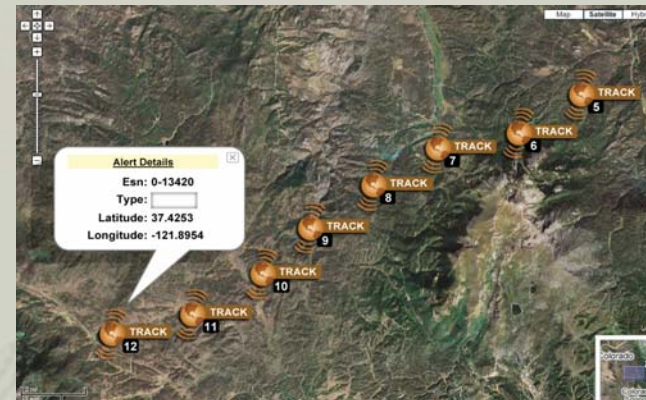 Map Satellite
TRACK
5
TRACK
6
TRACK
7
TRACK
8
TRACK
9
TRACK
10
TRACK
11
TRACK
12
Alert Details
Esn: 0-13420
Type:
Latitude: 37.4253
Longitude: -121.8954
Colorado